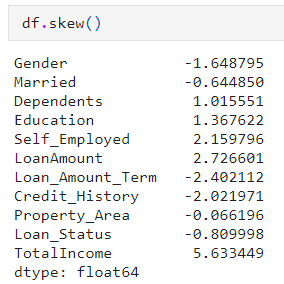 df.skew()
Gender -1.648795
Married -0.644850
Dependents 1.015551
Education 1.367622
Self_Employed 2.159796
LoanAmount 2.726601
Loan_Amount_Term -2.402112
Credit_History -2.021971
Property_Area -0.066196
Loan_Status -0.809998
TotalIncome 5.633449
dtype: float64